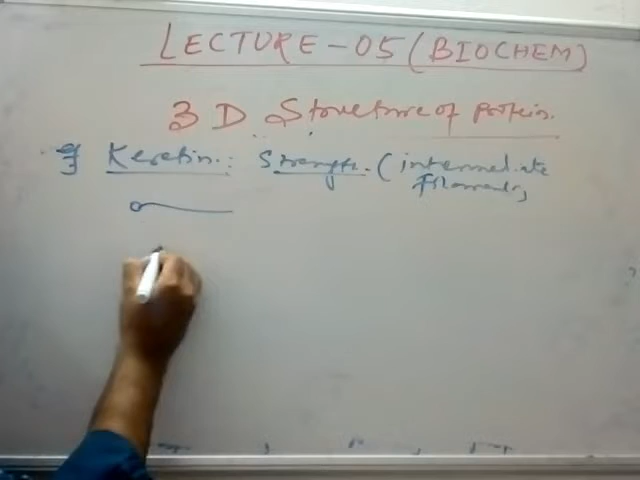 LECTURE-05 (BIOCHEM)
3D Structure of protein.
Keratin: Strength. (intermediate
filaments,